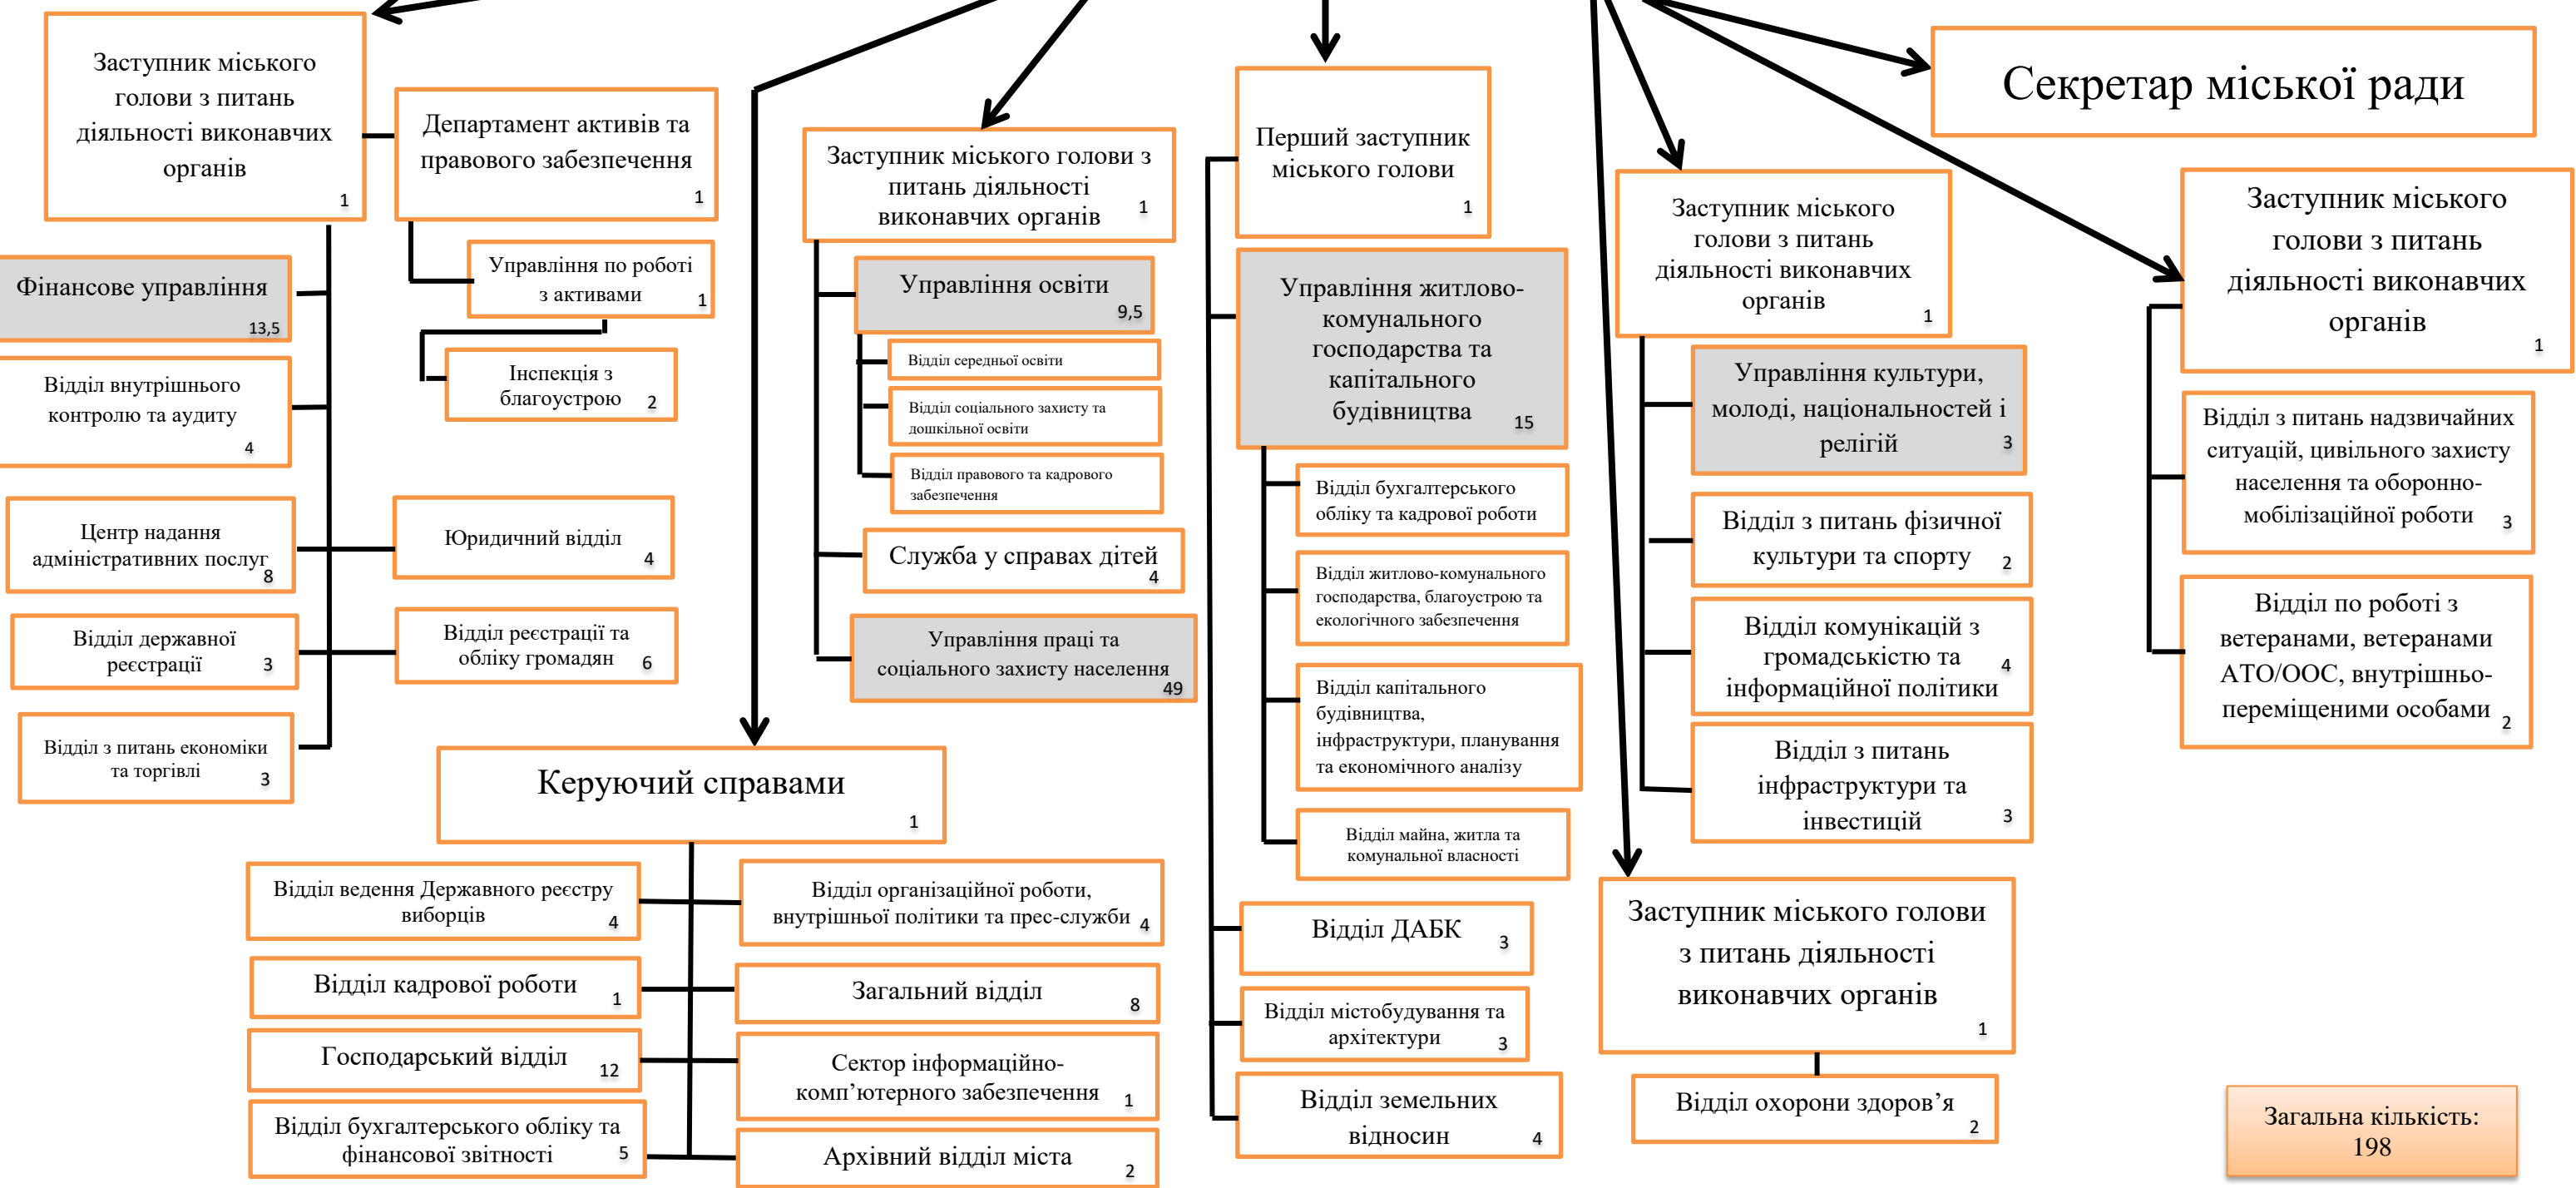 Заступник міського
голови з питань
діяльності виконавчих
органів
1
Департамент активів та
правового забезпечення
1
Управління по роботі
з активами
1
Інспекція з
благоустрою
2
Фінансове управління
13,5
Відділ внутрішнього
контролю та аудиту
4
Центр надання
адміністративних послуг
8
Юридичний відділ
4
Відділ державної
реєстрації
3
Відділ реєстрації та
обліку громадян
6
Відділ з питань економіки
та торгівлі
3
Керуючий справами
1
Відділ ведення Державного реєстру
виборців
4
Відділ організаційної роботи,
внутрішньої політики та прес-служби
4
Відділ кадрової роботи
1
Загальний відділ
8
Господарський відділ
12
Сектор інформаційно-
комп’ютерного забезпечення
1
Відділ бухгалтерського обліку та
фінансової звітності
5
Архівний відділ міста
2
Заступник міського голови з
питань діяльності
виконавчих органів
1
Управління освіти
9,5
Відділ середньої освіти
Відділ соціального захисту та
дошкільної освіти
Відділ правового та кадрового
забезпечення
Служба у справах дітей
4
Управління праці та
соціального захисту населення
49
Перший заступник
міського голови
1
Управління житлово-
комунального
господарства та
капітального
будівництва
15
Відділ бухгалтерського
обліку та кадрової роботи
Відділ житлово-комунального
господарства, благоустрою та
екологічного забезпечення
Відділ капітального
будівництва,
інфраструктури, планування
та економічного аналізу
Відділ майна, житла та
комунальної власності
Відділ ДАБК
3
Відділ містобудування та
архітектури
3
Відділ земельних
відносин
4
Заступник міського
голови з питань
діяльності виконавчих
органів
1
Управління культури,
молоді, національностей і
релігій
3
Відділ з питань фізичної
культури та спорту
2
Відділ комунікацій з
громадськістю та
інформаційної політики
4
Відділ з питань
інфраструктури та
інвестицій
3
Заступник міського голови
з питань діяльності
виконавчих органів
1
Відділ охорони здоров’я
2
Секретар міської ради
Заступник міського
голови з питань
діяльності виконавчих
органів
1
Відділ з питань надзвичайних
ситуацій, цивільного захисту
населення та оборонно-
мобілізаційної роботи
3
Відділ по роботі з
ветеранами, ветеранами
АТО/ООС, внутрішньо-
переміщеними особами
2
Загальна кількість:
198